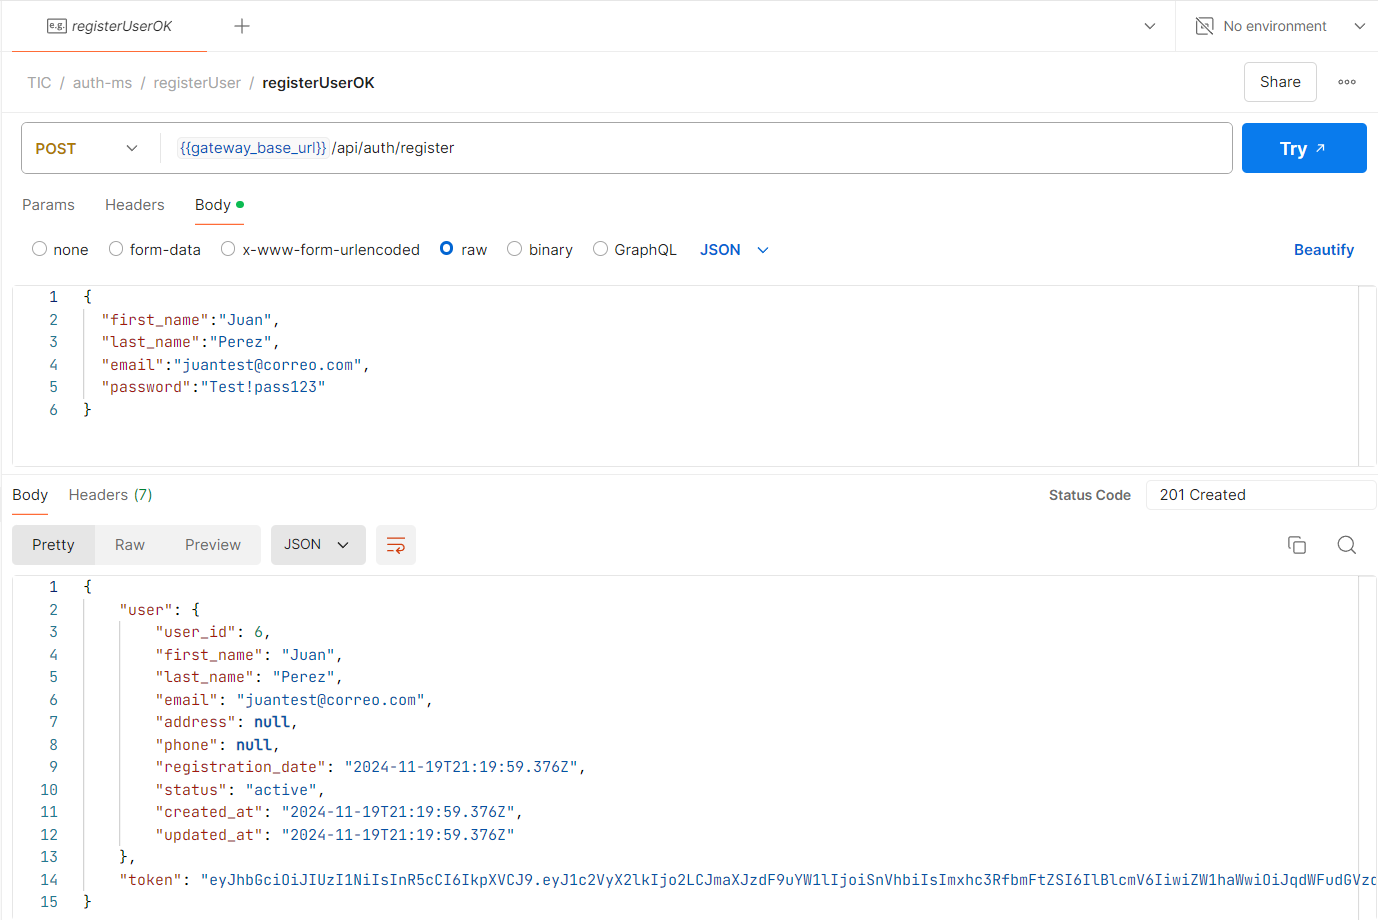 e.g. registerUserOK
No environment
TIC / auth-ms / registerUser / registerUserOK
Share
POST {{gateway_base_url}} /api/auth/register
Try
Params Headers Body
none form-data x-www-form-urlencoded raw binary GraphQL JSON Beautify
1 {
2 "first_name":"Juan",
3 "last_name":"Perez",
4 "email":"juantest@correo.com",
5 "password":"Test!pass123"
6 }
Body Headers (7) Status Code 201 Created
Pretty Raw Preview JSON
1 {
2 "user": {
3 "user_id": 6,
4 "first_name": "Juan",
5 "last_name": "Perez",
6 "email": "juantest@correo.com",
7 "address": null,
8 "phone": null,
9 "registration_date": "2024-11-19T21:19:59.376Z",
10 "status": "active",
11 "created_at": "2024-11-19T21:19:59.376Z",
12 "updated_at": "2024-11-19T21:19:59.376Z"
13 },
14 "token": "eyJhbGciOiJIUzI1NiIsInR5cCI6IkpXVCJ9.eyJ1c2VyX2lkIjo2LCJmaXJzdF9uYW1lIjoiSnVhbiIsImxhc3RfbmFtZSI6IlBlcmV6IiwiZW1haWwiOiJqdWFudGVzd
15 }